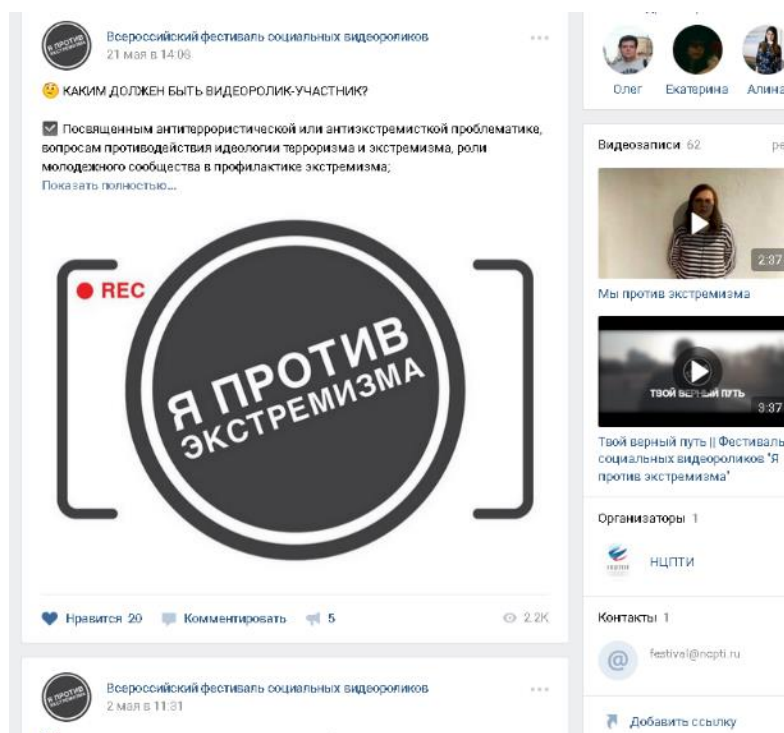 Всероссийский фестиваль социальных видеороликов
21 мая в 14:06
КАКИМ ДОЛЖЕН БЫТЬ ВИДЕОРОЛИК-УЧАСТНИК?
Посвященным антитеррористической или антиэкстремисткой проблематике,
вопросам противодействия идеологии терроризма и экстремизма, роли
молодежного сообщества в профилактике экстремизма;
Показать полностью...
REC
Я ПРОТИВ
ЭКСТРЕМИЗМА
Нравится 20 Комментировать 5 2.2K
Всероссийский фестиваль социальных видеороликов
2 мая в 11:31
Олег Екатерина Алина
Видеозаписи 62
2:37
Мы против экстремизма
ТВОЙ ВЕРНЫЙ ПУТЬ
3:37
Твой верный путь || Фестиваль
социальных видеороликов "Я
против экстремизма"
Организаторы 1
НЦПТИ
Контакты 1
festival@ncpti.ru
Добавить ссылку